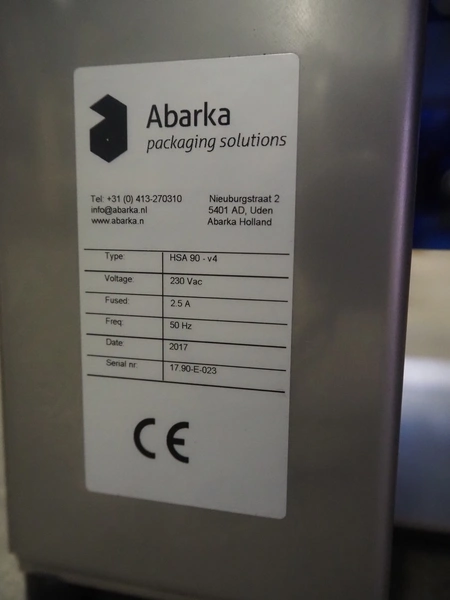 Abarka
packaging solutions
Tel: +31 (0) 413-270310 Nieuburgstraat 2
info@abarka.nl 5401 AD, Uden
www.abarka.n Abarka Holland
Type: HSA 90 - v4
Voltage: 230 Vac
Fused: 2.5 A
Freq: 50 Hz
Date: 2017
Serial nr: 17.90-E-023
CE